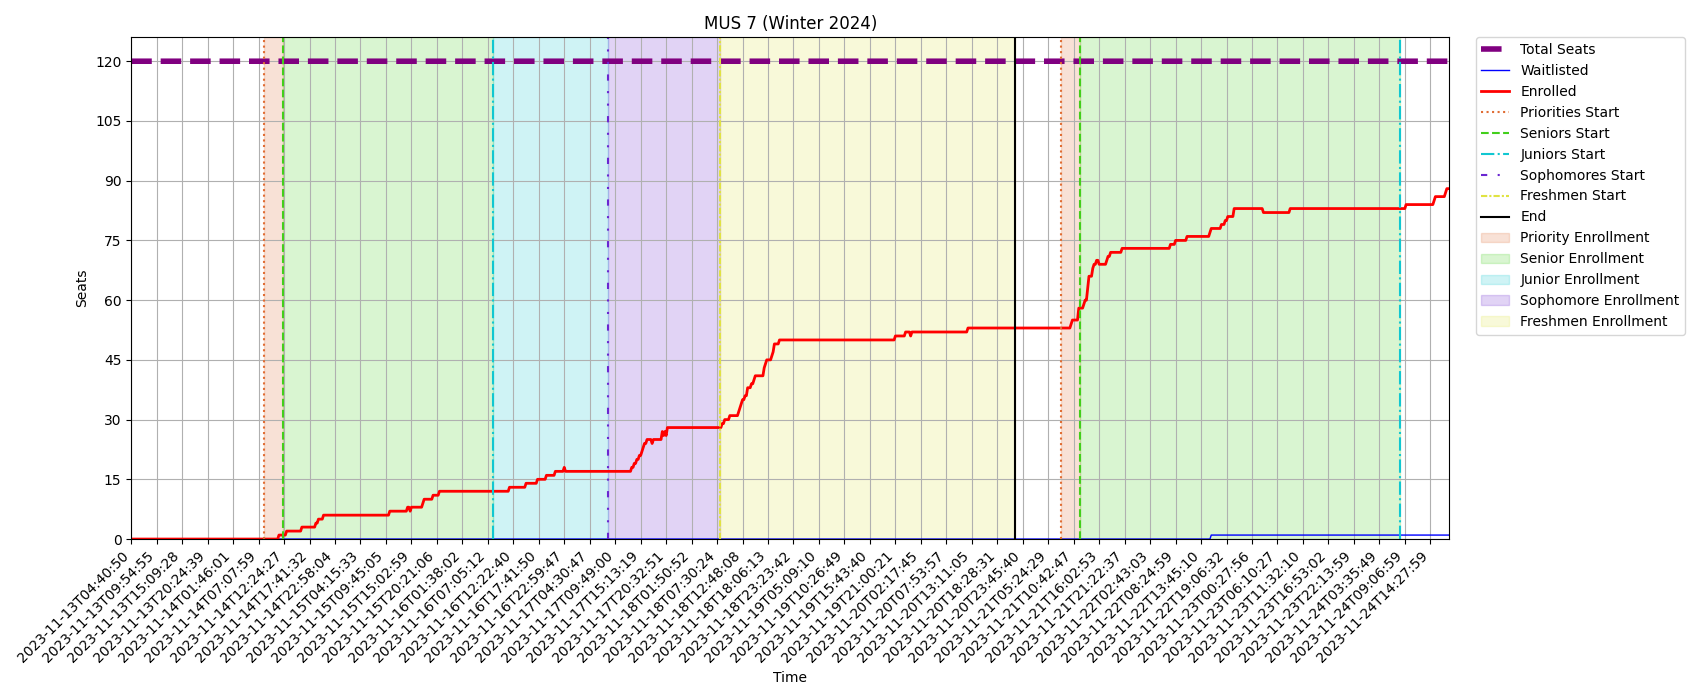 MUS 7 (Winter 2024)
Seats
120
105
90
75
60
45
30
15
0
2023-11-13T04:40:50
2023-11-13T09:54:55
2023-11-13T15:09:28
2023-11-13T20:24:39
2023-11-14T01:46:01
2023-11-14T07:07:59
2023-11-14T12:24:27
2023-11-14T17:41:32
2023-11-14T22:58:04
2023-11-15T04:15:33
2023-11-15T09:45:05
2023-11-15T15:02:59
2023-11-15T20:21:06
2023-11-16T01:38:02
2023-11-16T07:05:12
2023-11-16T12:22:40
2023-11-16T17:41:50
2023-11-16T22:59:47
2023-11-17T04:30:47
2023-11-17T09:49:00
2023-11-17T15:13:19
2023-11-17T20:32:51
2023-11-18T01:50:52
2023-11-18T07:30:24
2023-11-18T12:48:08
2023-11-18T18:06:13
2023-11-18T23:23:42
2023-11-19T05:09:10
2023-11-19T10:26:49
2023-11-19T15:43:40
2023-11-19T21:00:21
2023-11-20T02:17:45
2023-11-20T07:53:57
2023-11-20T13:11:05
2023-11-20T18:28:31
2023-11-20T23:45:40
2023-11-21T05:24:29
2023-11-21T10:42:47
2023-11-21T16:02:53
2023-11-21T21:22:37
2023-11-22T02:43:03
2023-11-22T08:24:59
2023-11-22T13:45:10
2023-11-22T19:06:32
2023-11-23T00:27:56
2023-11-23T06:10:27
2023-11-23T11:32:10
2023-11-23T16:53:02
2023-11-23T22:13:59
2023-11-24T03:35:49
2023-11-24T09:06:59
2023-11-24T14:27:59
Time
Total Seats
Waitlisted
Enrolled
Priorities Start
Seniors Start
Juniors Start
Sophomores Start
Freshmen Start
End
Priority Enrollment
Senior Enrollment
Junior Enrollment
Sophomore Enrollment
Freshmen Enrollment